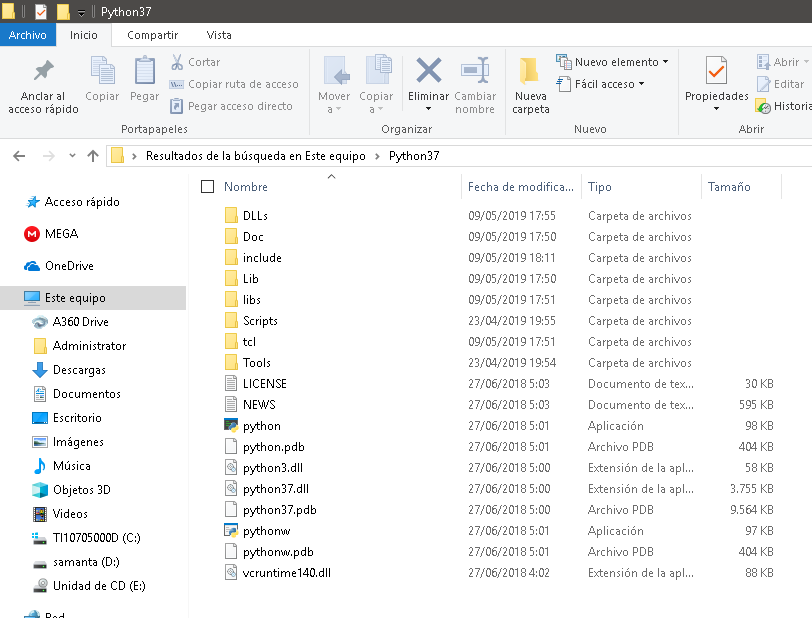 Python37
Archivo Inicio Compartir Vista
Anclar al acceso rápido
Copiar
Pegar
Cortar
Copiar ruta de acceso
Pegar acceso directo
Portapapeles
Mover a
Copiar a
Eliminar
Cambiar nombre
Organizar
Nueva carpeta
Nuevo elemento
Fácil acceso
Nuevo
Propiedades
Abrir
Editar
Historia
Abrir
Resultados de la búsqueda en Este equipo > Python37
Acceso rápido
MEGA
OneDrive
Este equipo
A360 Drive
Administrator
Descargas
Documentos
Escritorio
Imágenes
Música
Objetos 3D
Videos
TI10705000D (C:)
samanta (D:)
Unidad de CD (E:)
Red
Nombre Fecha de modifica... Tipo Tamaño
DLLs 09/05/2019 17:55 Carpeta de archivos
Doc 09/05/2019 17:50 Carpeta de archivos
include 09/05/2019 18:11 Carpeta de archivos
Lib 09/05/2019 17:50 Carpeta de archivos
libs 09/05/2019 17:51 Carpeta de archivos
Scripts 23/04/2019 19:55 Carpeta de archivos
tcl 09/05/2019 17:51 Carpeta de archivos
Tools 23/04/2019 19:54 Carpeta de archivos
LICENSE 27/06/2018 5:03 Documento de tex... 30 KB
NEWS 27/06/2018 5:03 Documento de tex... 595 KB
python 27/06/2018 5:01 Aplicación 98 KB
python.pdb 27/06/2018 5:01 Archivo PDB 404 KB
python3.dll 27/06/2018 5:00 Extensión de la apl... 58 KB
python37.dll 27/06/2018 5:00 Extensión de la apl... 3.755 KB
python37.pdb 27/06/2018 5:00 Archivo PDB 9.564 KB
pythonw 27/06/2018 5:01 Aplicación 97 KB
pythonw.pdb 27/06/2018 5:01 Archivo PDB 404 KB
vcruntime140.dll 27/06/2018 4:02 Extensión de la apl... 88 KB